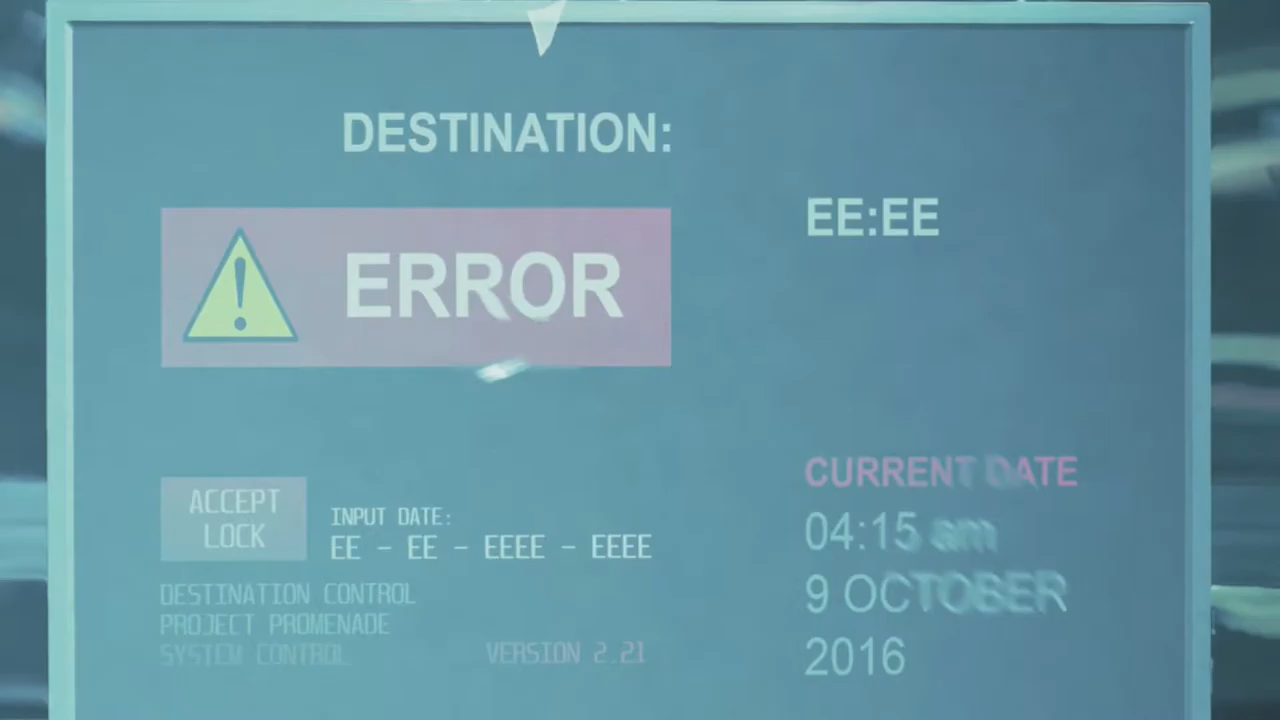 DESTINATION:
ERROR
EE:EE
ACCEPT
LOCK
INPUT DATE:
EE - EE - EEEE - EEEE
DESTINATION CONTROL
PROJECT PROMENADE
SYSTEM CONTROL
VERSION 2.21
CURRENT DATE
04:15 am
9 OCTOBER
2016